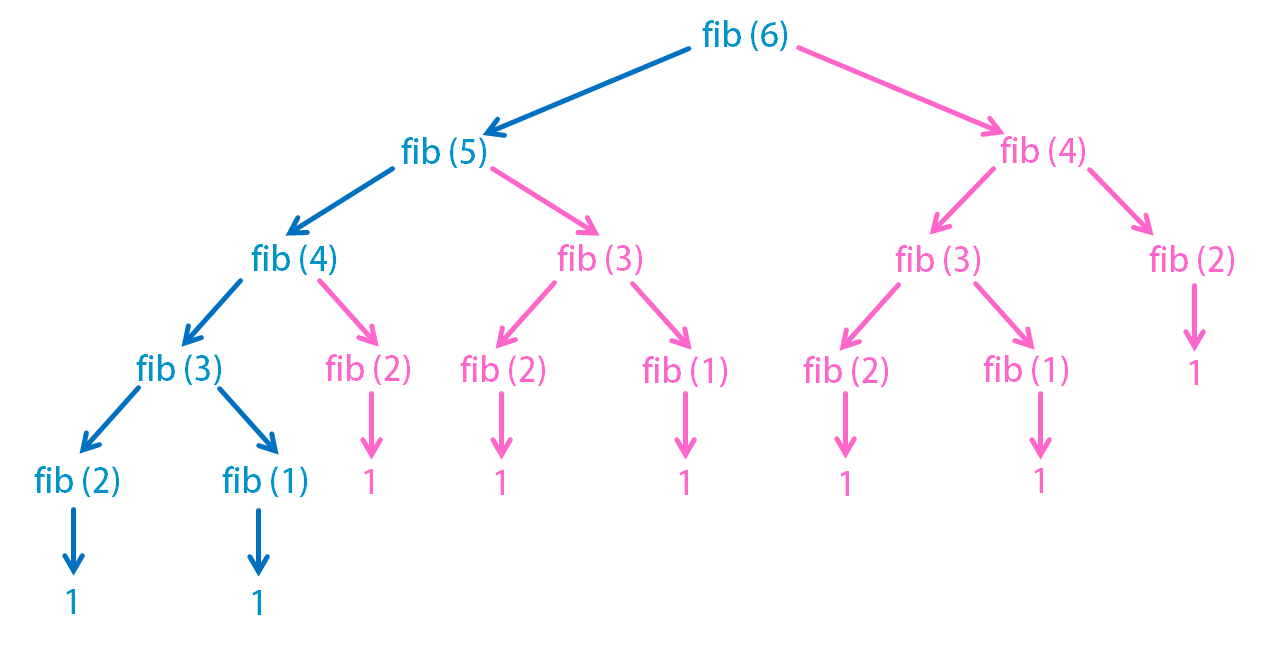 fib (6)
fib (5) fib (4)
fib (4) fib (3) fib (3) fib (2)
fib (3) fib (2) fib (2) fib (1) fib (2) fib (1) 1
fib (2) fib (1) 1 1 1 1 1
1 1